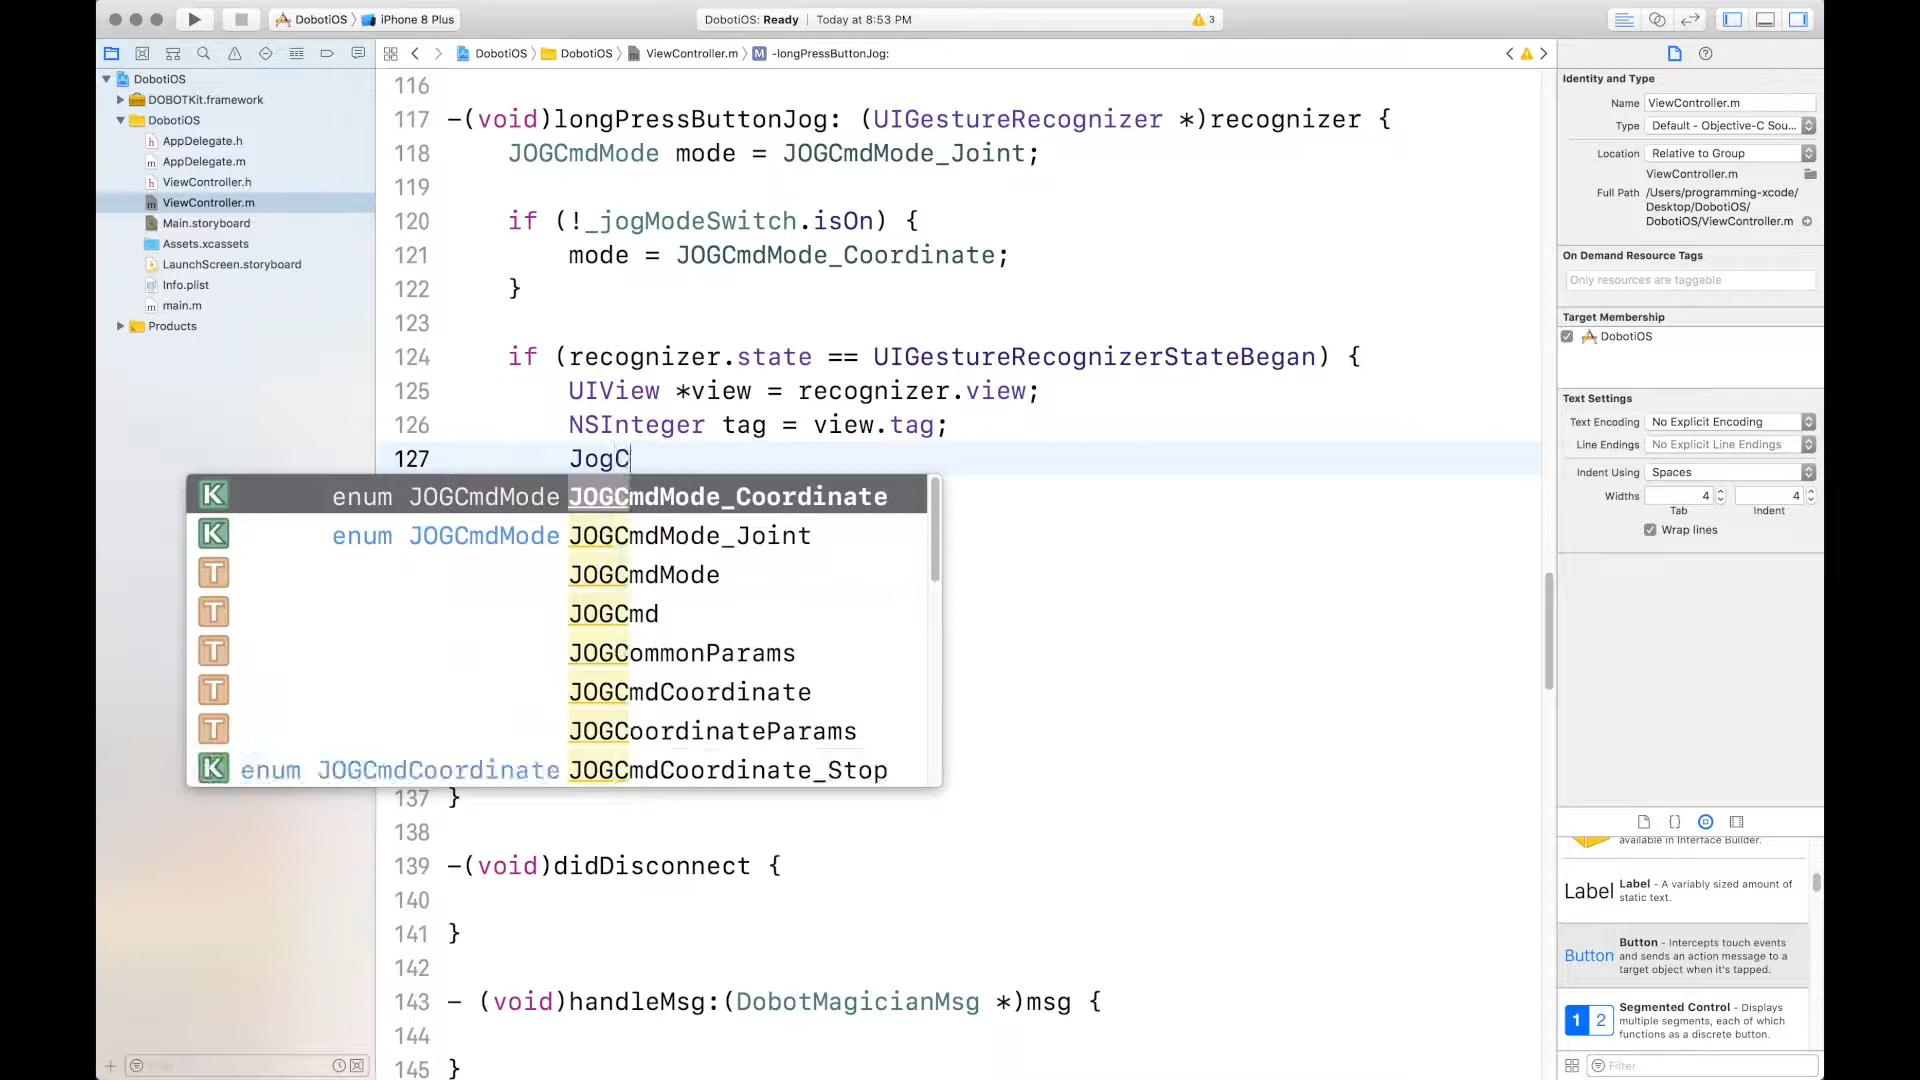 DobotiOS
iPhone 8 Plus
DobotiOS: Ready
Today at 8:53 PM
3
DobotiOS
DobotiOS
ViewController.m
M
-longPressButtonJog:
DobotiOS
DOBOTKit.framework
DobotiOS
AppDelegate.h
AppDelegate.m
ViewController.h
ViewController.m
Main.storyboard
Assets.xcassets
LaunchScreen.storyboard
Info.plist
main.m
Products
116
117 -(void)longPressButtonJog: (UIGestureRecognizer *)recognizer {
118 JOGCmdMode mode = JOGCmdMode_Joint;
119
120 if (!_jogModeSwitch.isOn) {
121 mode = JOGCmdMode_Coordinate;
122 }
123
124 if (recognizer.state == UIGestureRecognizerStateBegan) {
125 UIView *view = recognizer.view;
126 NSInteger tag = view.tag;
127 JogC
K enum JOGCmdMode JOGCmdMode_Coordinate
K enum JOGCmdMode JOGCmdMode_Joint
T JOGCmdMode
T JOGCmd
T JOGCommonParams
T JOGCmdCoordinate
T JOGCoordinateParams
K enum JOGCmdCoordinate JOGCmdCoordinate_Stop
137 }
138
139 -(void)didDisconnect {
140
141 }
142
143 - (void)handleMsg:(DobotMagicianMsg *)msg {
144
145 }
Identity and Type
Name ViewController.m
Type Default - Objective-C Sou...
Location Relative to Group
ViewController.m
Full Path /Users/programming-xcode/
Desktop/DobotiOS/
DobotiOS/ViewController.m
On Demand Resource Tags
Only resources are taggable
Target Membership
DobotiOS
Text Settings
Text Encoding No Explicit Encoding
Line Endings No Explicit Line Endings
Indent Using Spaces
Widths 4 4
Tab Indent
Wrap lines
{}
available in Interface Builder.
Label Label - A variably sized amount of
static text.
Button Button - Intercepts touch events
and sends an action message to a
target object when it's tapped.
1 2 Segmented Control - Displays
multiple segments, each of which
functions as a discrete button.
Filter